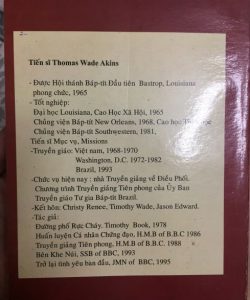 Tiến sĩ Thomas Wade Akins
- Được Hội thánh Báp-tít Đầu tiên Bastrop, Louisiana
phong chức, 1965
- Tốt nghiệp:
Đại học Louisiana, Cao Học Xã Hội, 1965
Chủng viện Báp-tít New Orleans, 1968, Cao học
Chủng viện Báp-tít Southwestern, 1981,
Tiến sĩ Mục vụ, Missions
-Truyền giáo: Việt nam, 1968-1970
Washington, D.C. 1972-1982
Brazil, 1993
-Chức vụ hiện nay : nhà Truyền giảng về Điều Phối.
Chương trình Truyền giảng Tiên phong của Ủy Ban
Truyền giáo Tư gia Báp-tít Brazil.
-Kết hôn: Christy Renee, Timothy Wade, Jason Edward.
-Tác giả:
Đường phố Rực Cháy. Timothy Book, 1978
Huấn luyện Cá nhân Chứng đạo, H.M.B of B.B.C. 1986
Truyền giảng Tiên phong, H.M.B of B.B.C 1988
Bên Khe Núi, SSB of BBC, 1993
Trở lại tình yêu ban đầu, JMN of BBC, 1995